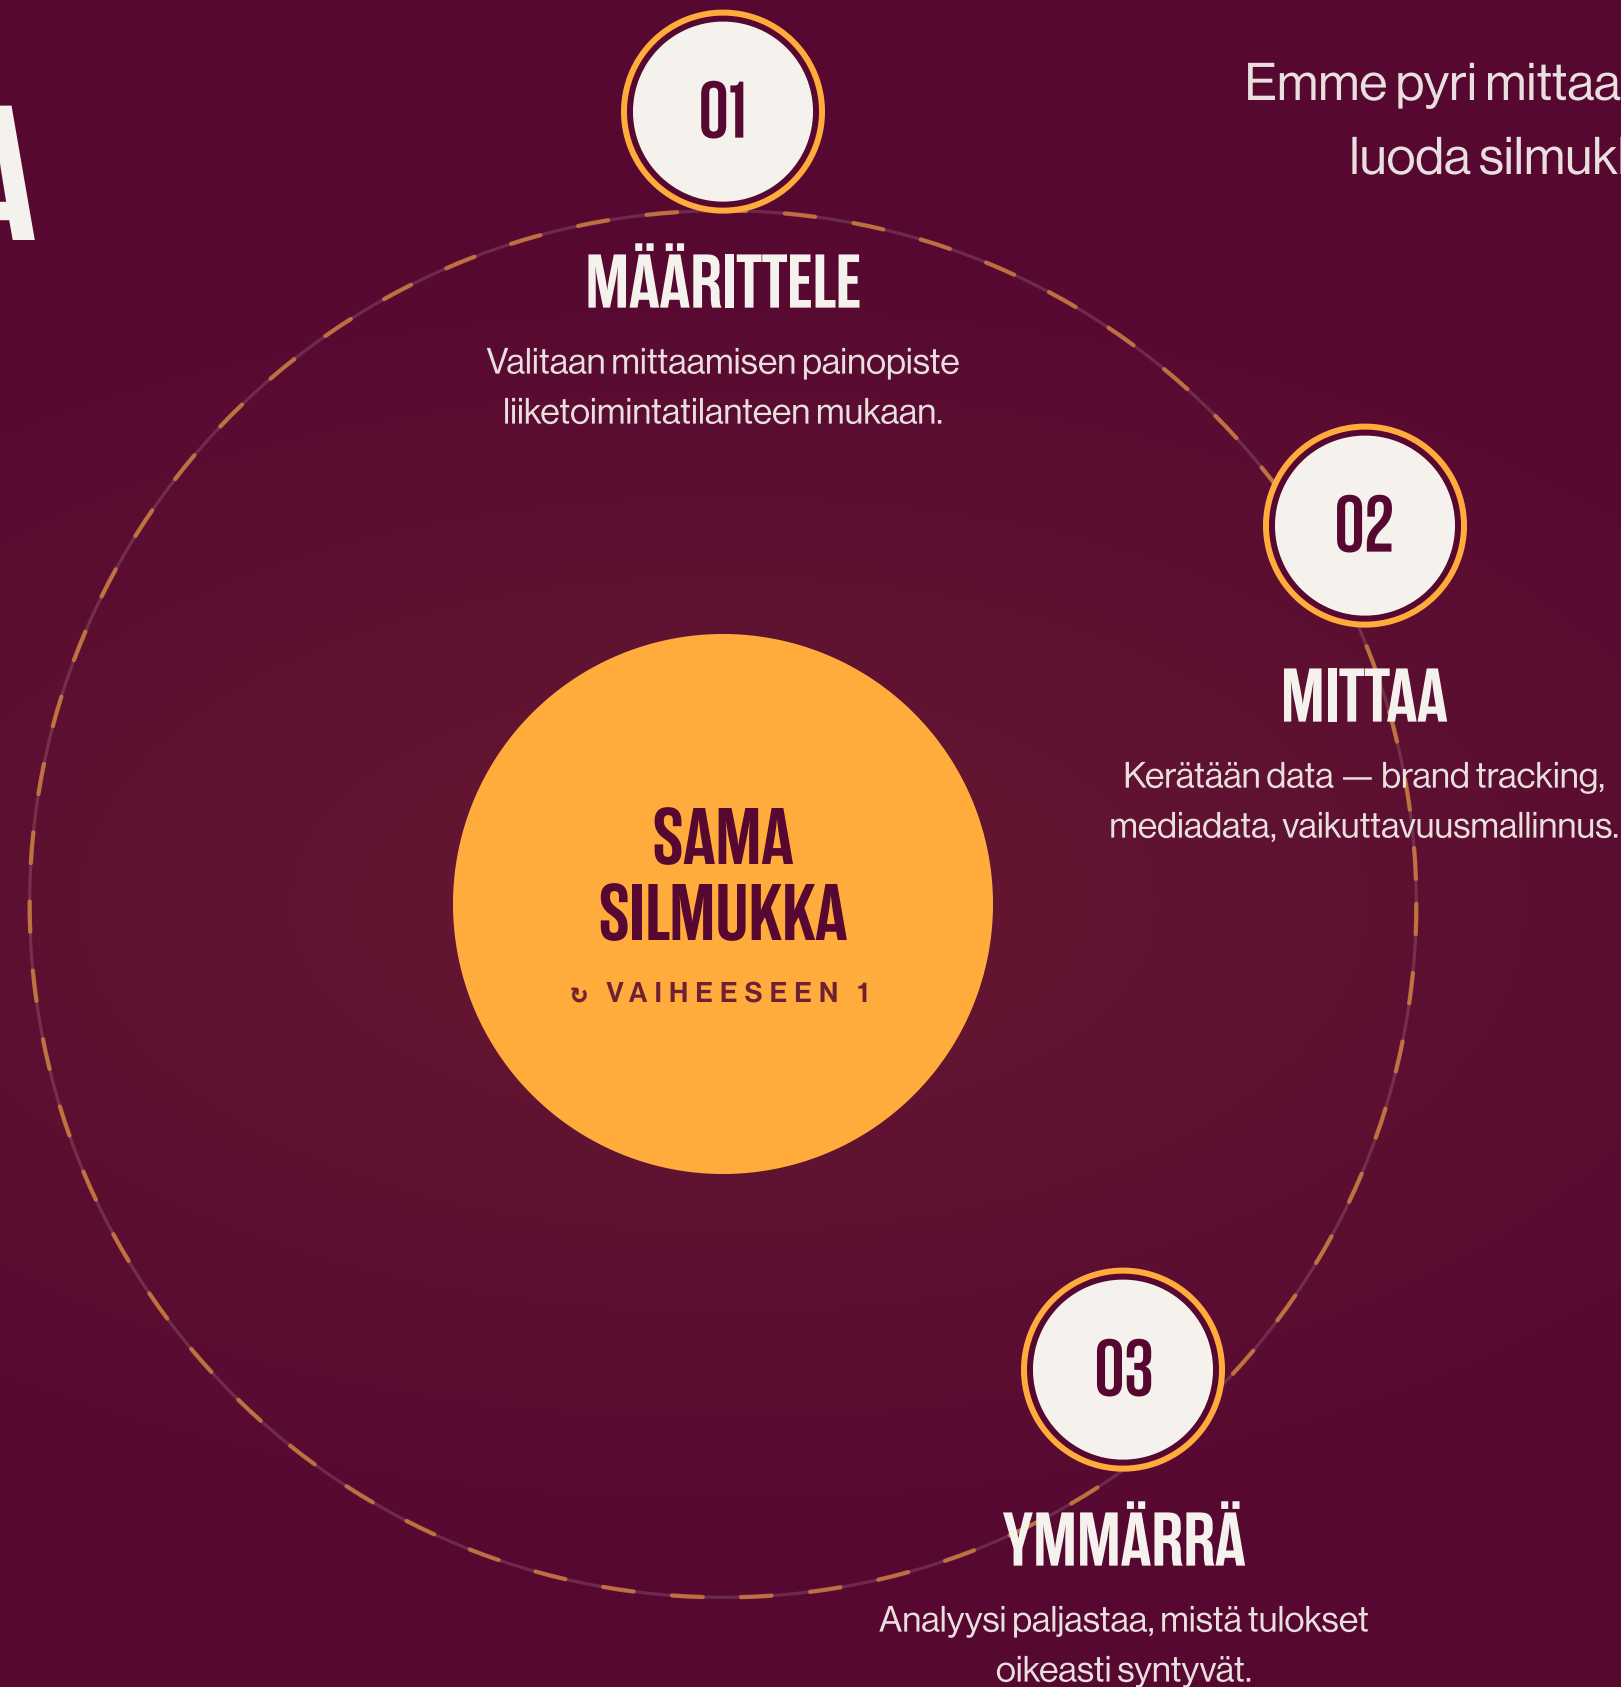 A
Emme pyri mittaa
luoda silmuk
01
MÄÄRITTELE
Valitaan mittaamisen painopiste
liiketoimintatilanteen mukaan.
02
MITTAA
Kerätään data — brand tracking,
mediadata, vaikuttavuusmallinnus.
SAMA
SILMUKKA
↻ VAIHEESEEN 1
03
YMMÄRRÄ
Analyysi paljastaa, mistä tulokset
oikeasti syntyvät.